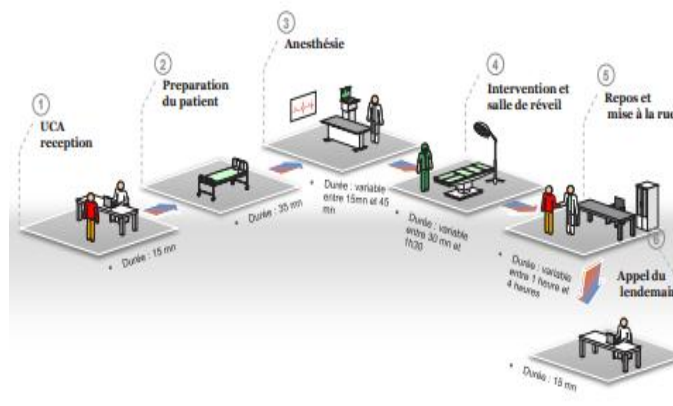 1
UCA
reception
• Durée : 15 mn
2
Preparation
du patient
• Durée : 35 mn
3
Anesthésie
• Durée : variable
entre 15mn et 45
mn
4
Intervention et
salle de réveil
• Durée : variable
entre 30 mn et
1h30
5
Repos et
mise à la rue
• Durée : variable
entre 1 heure et
4 heures
6
Appel du
lendemain
• Durée : 15 mn